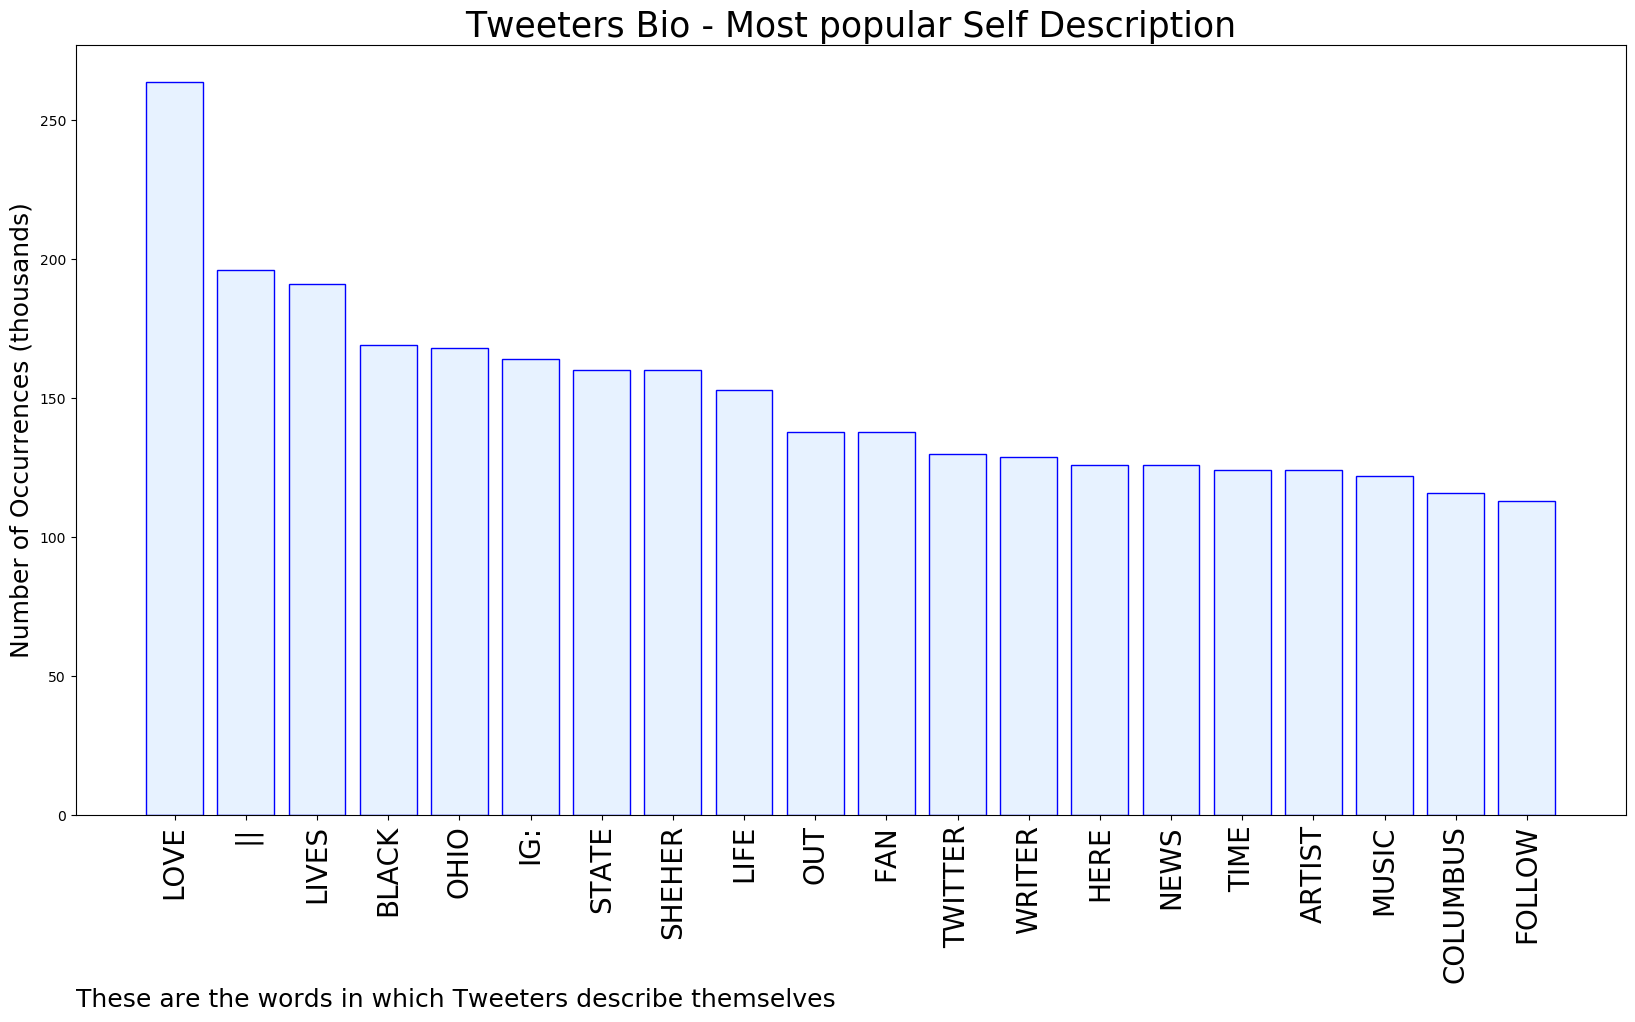 Tweeters Bio - Most popular Self Description
Number of Occurrences (thousands)
250
200
150
100
50
0
LOVE
||
LIVES
BLACK
OHIO
IG:
STATE
SHEHER
LIFE
OUT
FAN
TWITTER
WRITER
HERE
NEWS
TIME
ARTIST
MUSIC
COLUMBUS
FOLLOW
These are the words in which Tweeters describe themselves